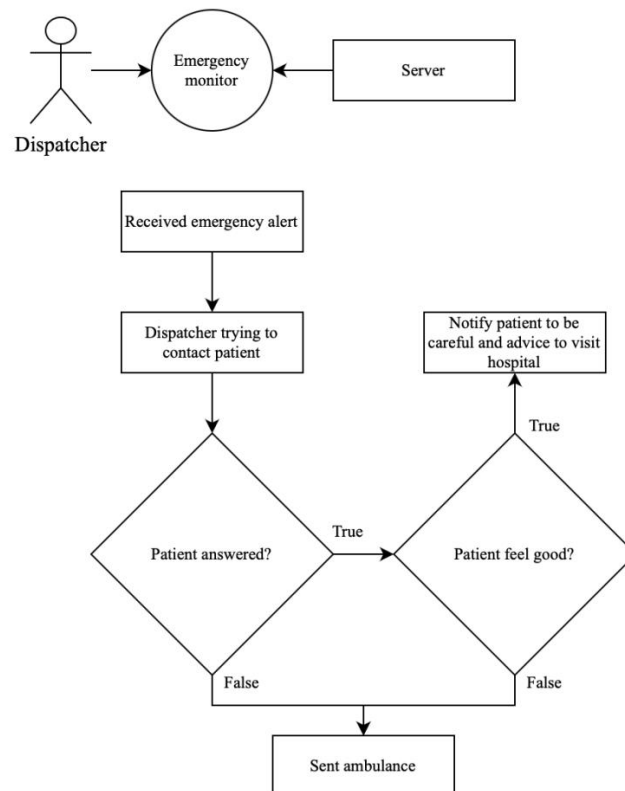 Emergency
monitor
Server
Dispatcher
Received emergency alert
Dispatcher trying to
contact patient
Notify patient to be
careful and advice to visit
hospital
True
Patient answered?
True
Patient feel good?
False
False
Sent ambulance